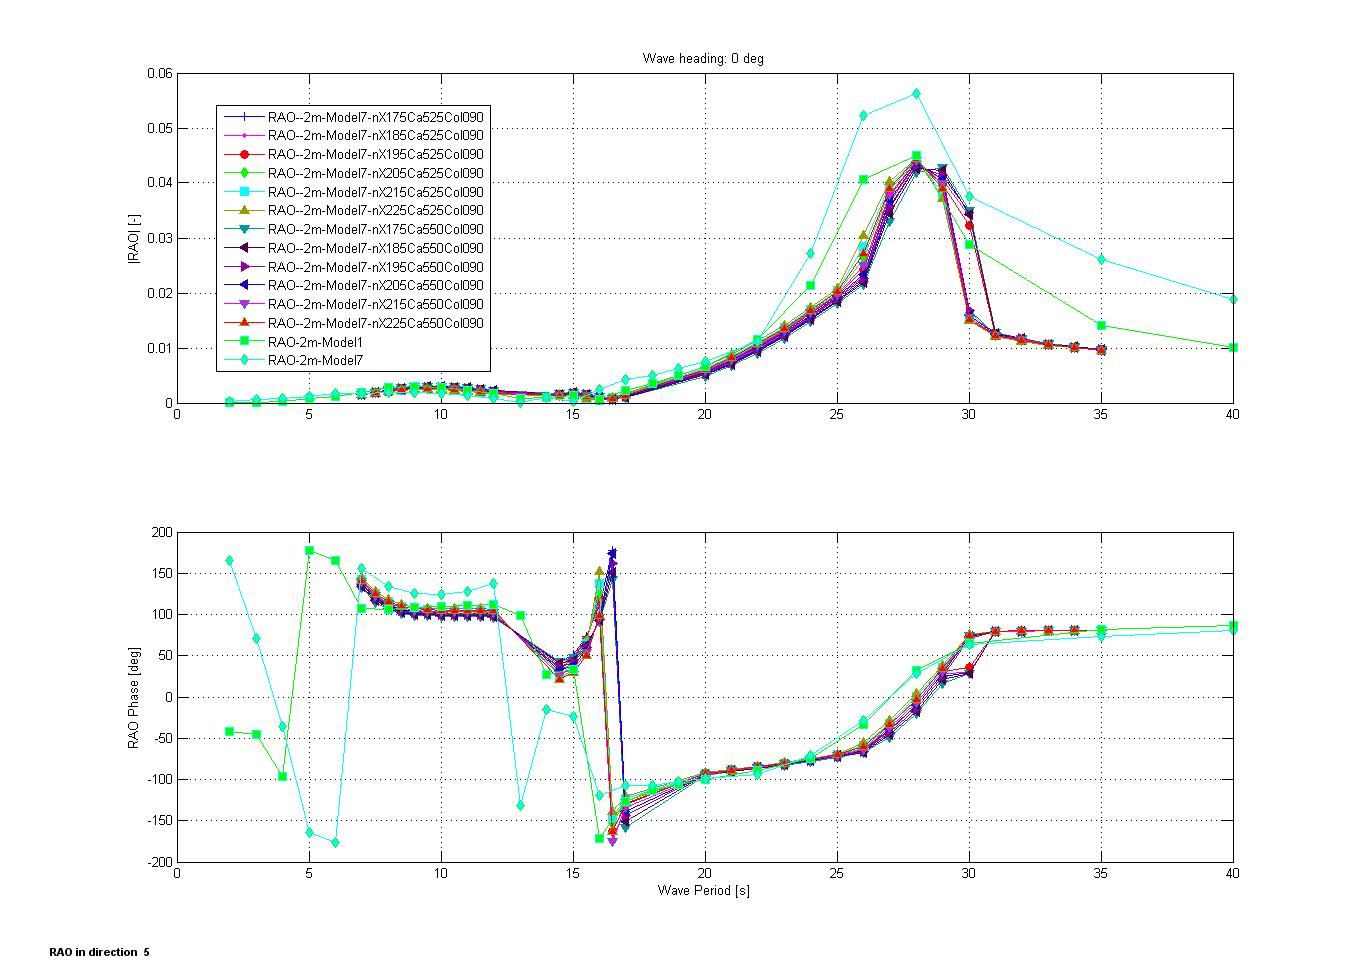 Wave heading: 0 deg
0.06
0.05
0.04
0.03
0.02
0.01
0
|RAO| [-]
RAO--2m-Model7-nX175Ca525Col090
RAO--2m-Model7-nX185Ca525Col090
RAO--2m-Model7-nX195Ca525Col090
RAO--2m-Model7-nX205Ca525Col090
RAO--2m-Model7-nX215Ca525Col090
RAO--2m-Model7-nX225Ca525Col090
RAO--2m-Model7-nX175Ca550Col090
RAO--2m-Model7-nX185Ca550Col090
RAO--2m-Model7-nX195Ca550Col090
RAO--2m-Model7-nX205Ca550Col090
RAO--2m-Model7-nX215Ca550Col090
RAO--2m-Model7-nX225Ca550Col090
RAO-2m-Model1
RAO-2m-Model7
0 5 10 15 20 25 30 35 40
200
150
100
50
0
-50
-100
-150
-200
RAO Phase [deg]
0 5 10 15 20 25 30 35 40
Wave Period [s]
RAO in direction 5